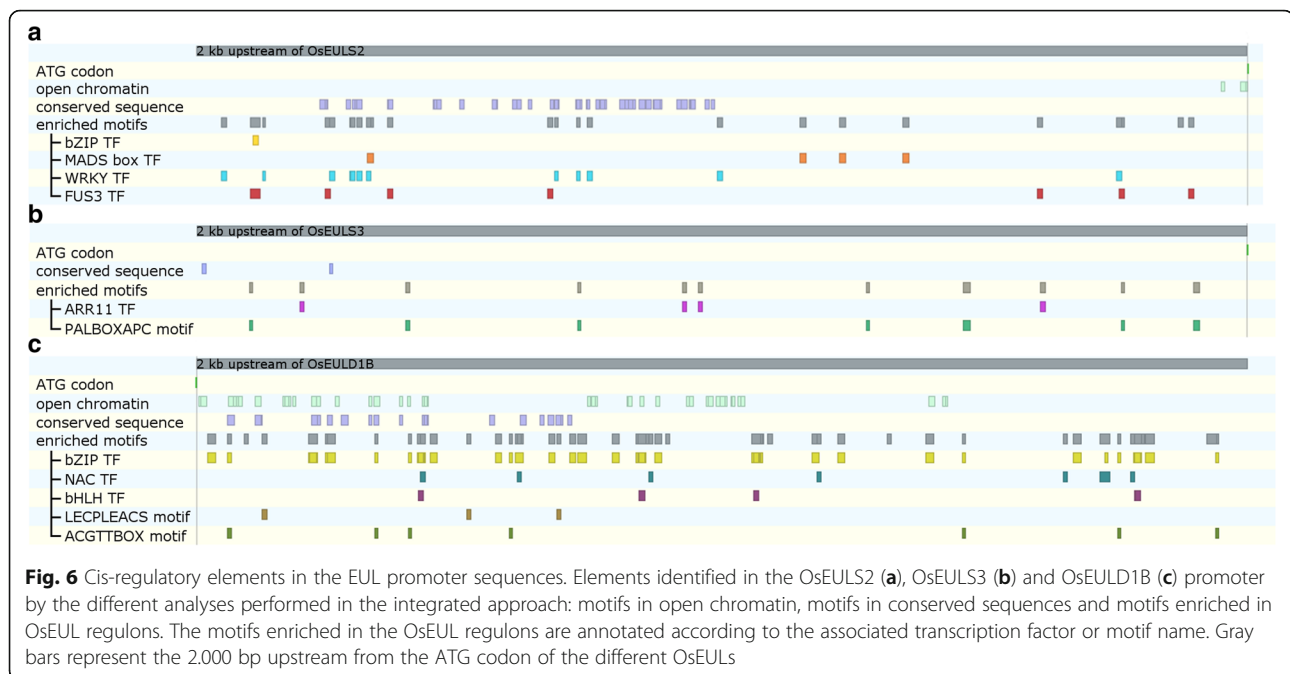 a
2 kb upstream of OsEULS2
ATG codon
open chromatin
conserved sequence
enriched motifs
bZIP TF
MADS box TF
WRKY TF
FUS3 TF
b
2 kb upstream of OsEULS3
ATG codon
conserved sequence
enriched motifs
ARR11 TF
PALBOXAPC motif
c
2 kb upstream of OsEULD1B
ATG codon
open chromatin
conserved sequence
enriched motifs
bZIP TF
NAC TF
bHLH TF
LECPLEACS motif
ACGTTBOX motif
Fig. 6 Cis-regulatory elements in the EUL promoter sequences. Elements identified in the OsEULS2 (a), OsEULS3 (b) and OsEULD1B (c) promoter
by the different analyses performed in the integrated approach: motifs in open chromatin, motifs in conserved sequences and motifs enriched in
OsEUL regulons. The motifs enriched in the OsEUL regulons are annotated according to the associated transcription factor or motif name. Gray
bars represent the 2.000 bp upstream from the ATG codon of the different OsEULs